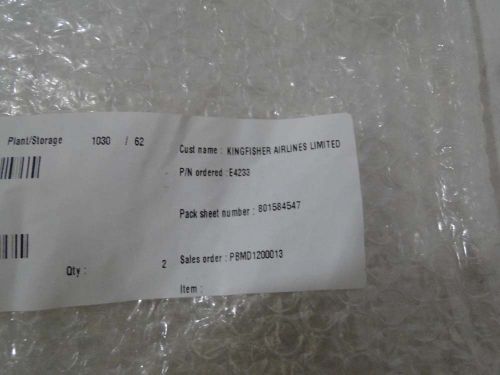 Plant/Storage 1030 / 62
Cust name : KINGFISHER AIRLINES LIMITED
P/N ordered : E4233
Pack sheet number : 801584547
Qty : 2
Sales order : PBMD1200013
Item :